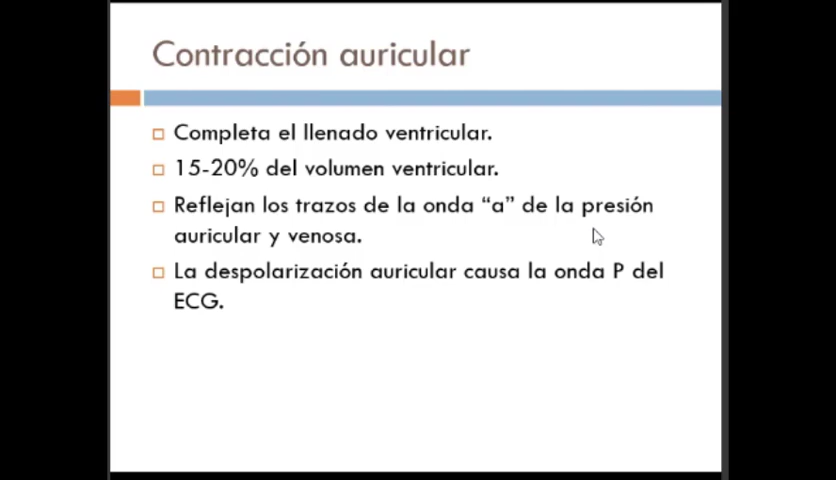 Contracción auricular
Completa el llenado ventricular.
15-20% del volumen ventricular.
Reflejan los trazos de la onda “a” de la presión
auricular y venosa.
La despolarización auricular causa la onda P del
ECG.